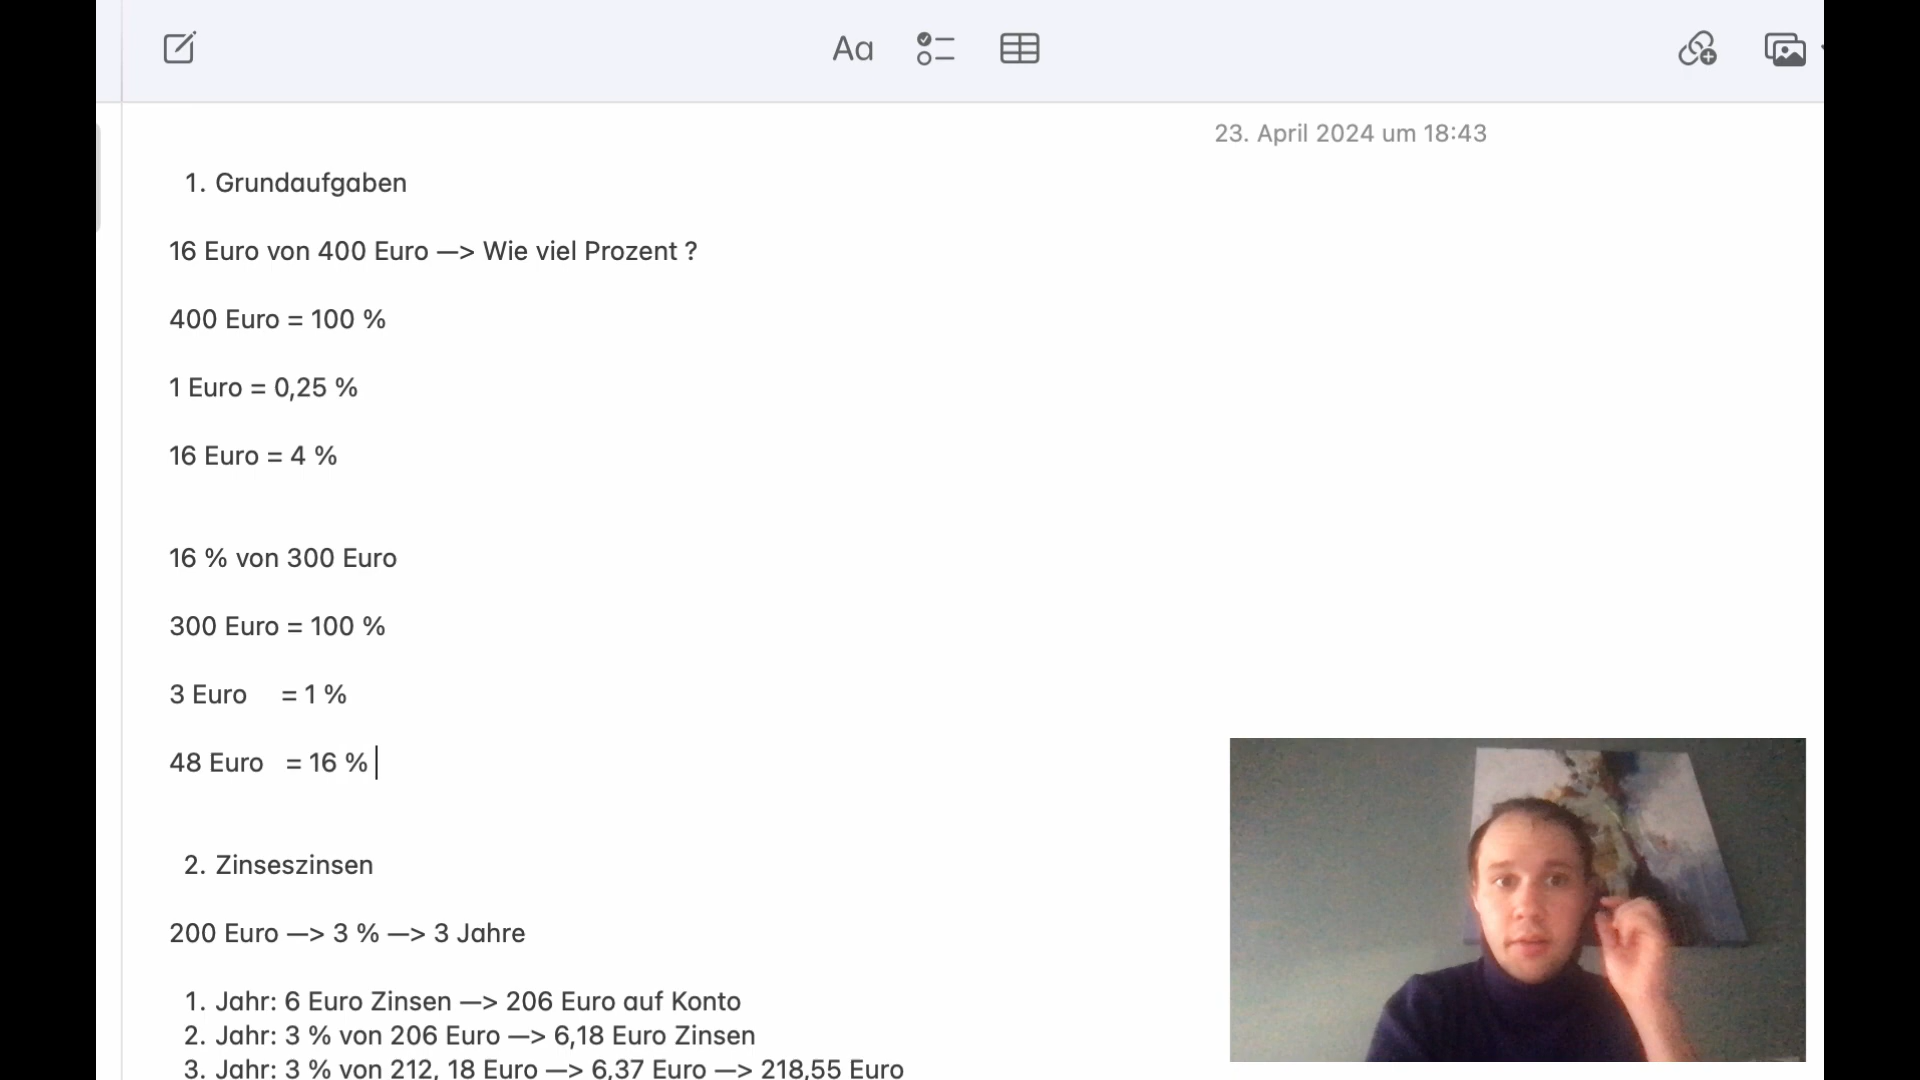 Aa
23. April 2024 um 18:43
1. Grundaufgaben
16 Euro von 400 Euro —> Wie viel Prozent ?
400 Euro = 100 %
1 Euro = 0,25 %
16 Euro = 4 %
16 % von 300 Euro
300 Euro = 100 %
3 Euro = 1 %
48 Euro = 16 %
2. Zinseszinsen
200 Euro —> 3 % —> 3 Jahre
1. Jahr: 6 Euro Zinsen —> 206 Euro auf Konto
2. Jahr: 3 % von 206 Euro —> 6,18 Euro Zinsen
3. Jahr: 3 % von 212, 18 Euro —> 6,37 Euro —> 218,55 Euro